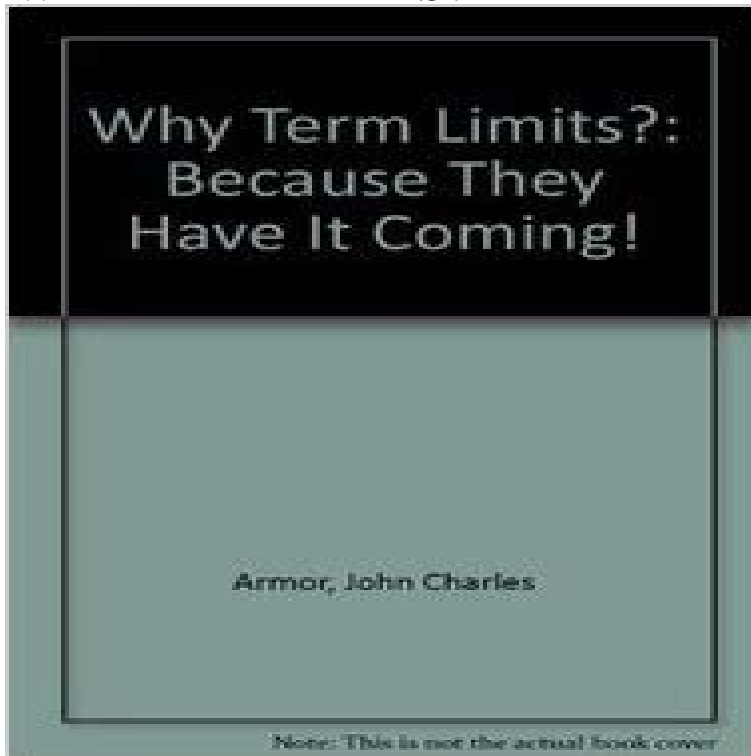 Why Term Limits?:
Because They
Have It Coming!
Armor, John Charles
Note: This is not the actual book cover